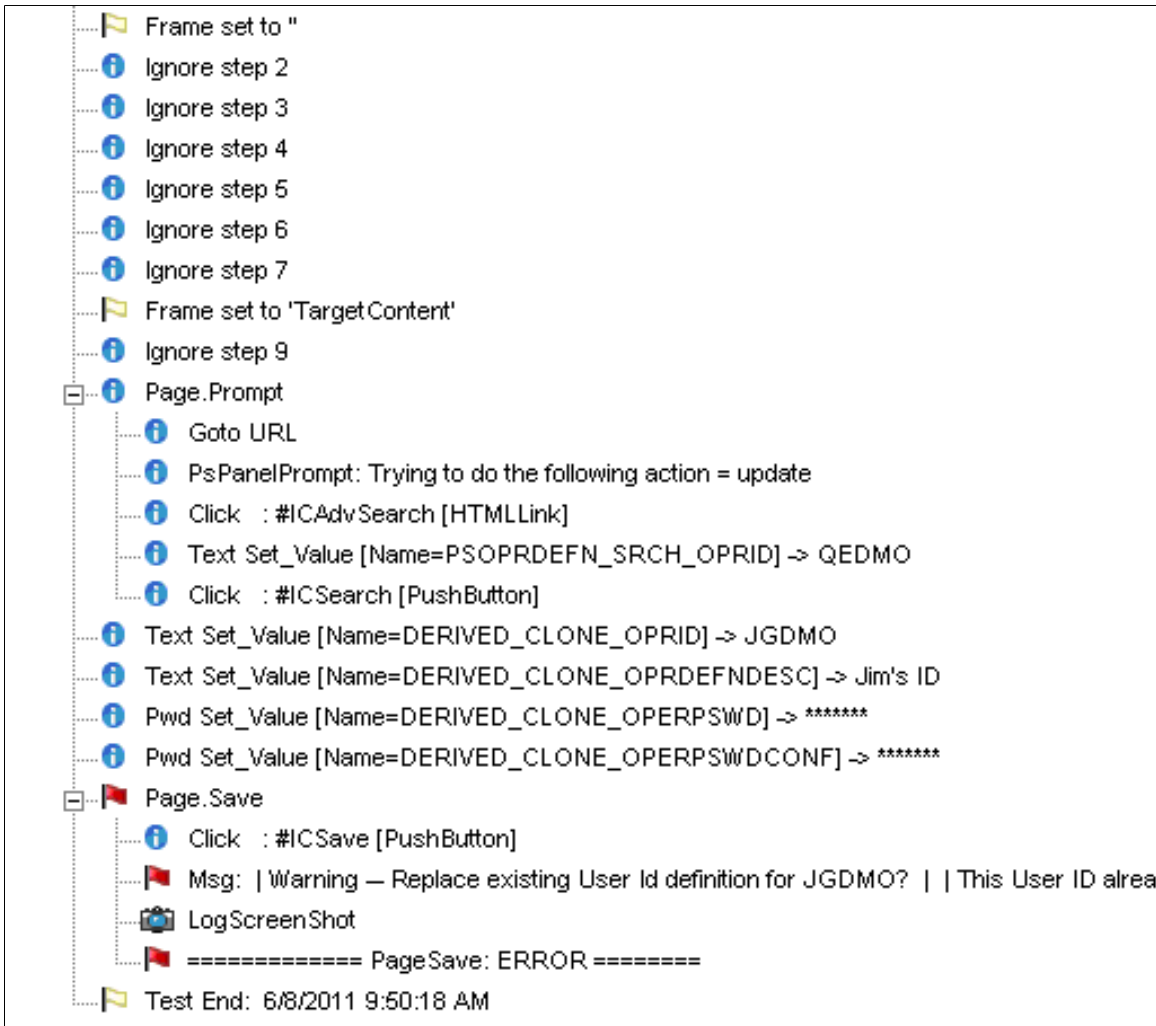 Frame set to ''
Ignore step 2
Ignore step 3
Ignore step 4
Ignore step 5
Ignore step 6
Ignore step 7
Frame set to 'TargetContent'
Ignore step 9
Page.Prompt
Goto URL
PsPanelPrompt: Trying to do the following action = update
Click : #ICAdvSearch [HTMLLink]
Text Set_Value [Name=PSOPRDEFN_SRCH_OPRID] -> QEDMO
Click : #ICSearch [PushButton]
Text Set_Value [Name=DERIVED_CLONE_OPRID] -> JGDMO
Text Set_Value [Name=DERIVED_CLONE_OPRDEFNDESC] -> Jim's ID
Pwd Set_Value [Name=DERIVED_CLONE_OPERPSWD] -> *******
Pwd Set_Value [Name=DERIVED_CLONE_OPERPSWDCONF] -> *******
Page.Save
Click : #ICSave [PushButton]
Msg: | Warning -- Replace existing User Id definition for JGDMO? | | This User ID alrea
LogScreenShot
============= PageSave: ERROR ========
Test End: 6/8/2011 9:50:18 AM